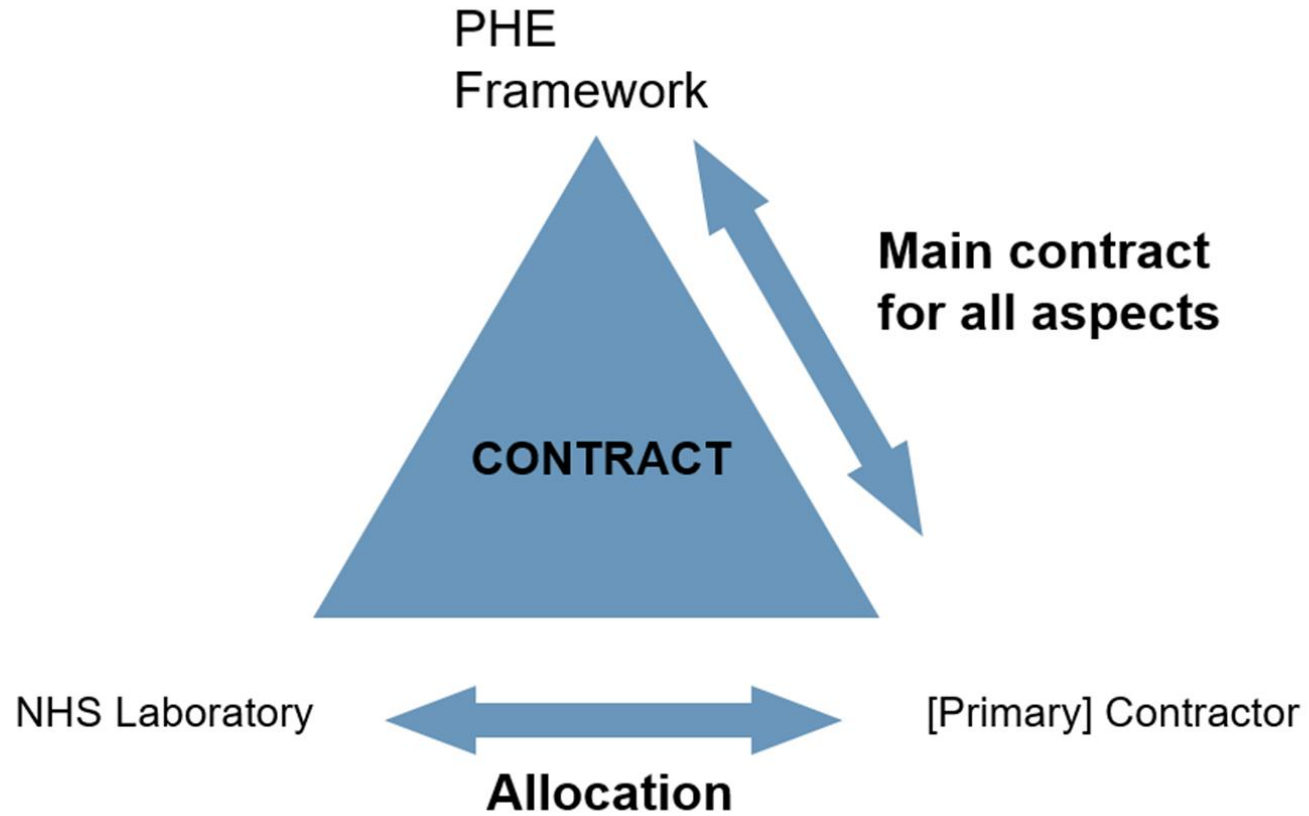 PHE
Framework
Main contract
for all aspects
CONTRACT
NHS Laboratory
[Primary] Contractor
Allocation